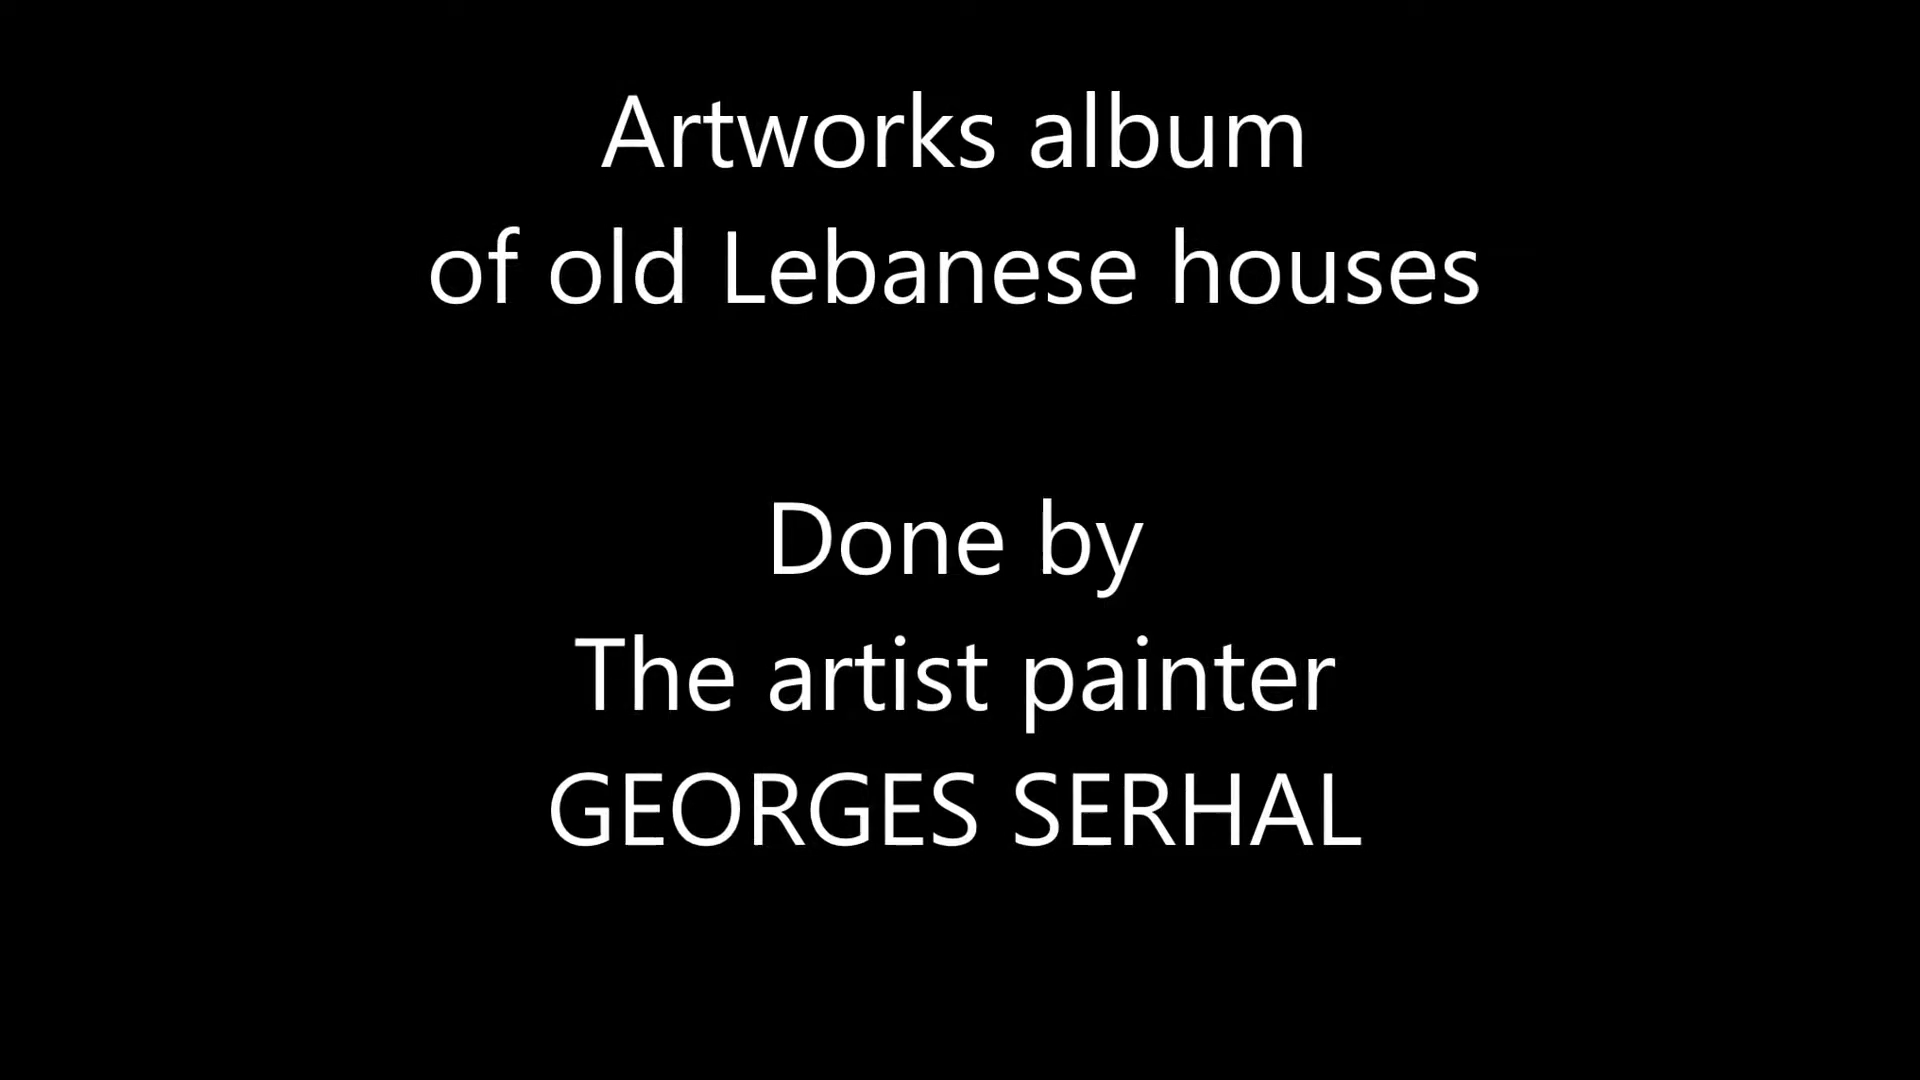 Artworks album
of old Lebanese houses
Done by
The artist painter
GEORGES SERHAL